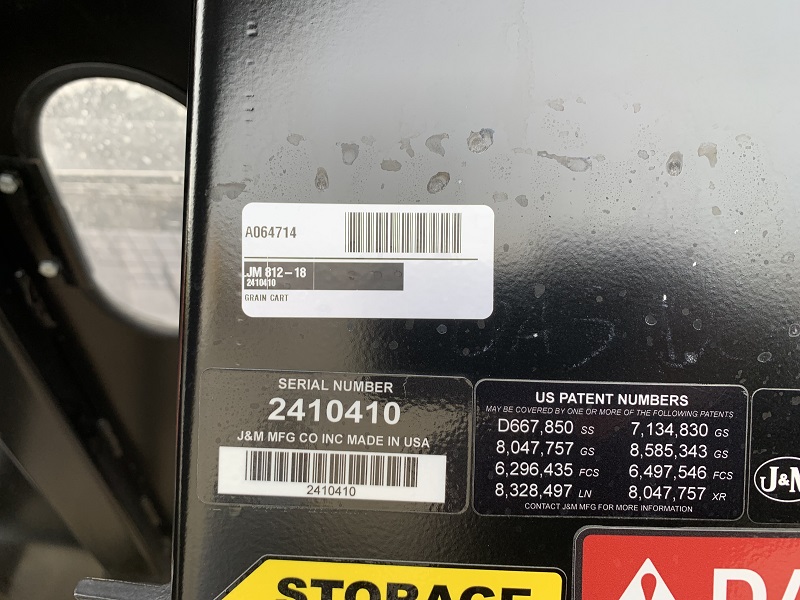 A064714
JM 812-18
2410410
GRAIN CART
SERIAL NUMBER
2410410
J&M MFG CO INC MADE IN USA
2410410
US PATENT NUMBERS
MAY BE COVERED BY ONE OR MORE OF THE FOLLOWING PATENTS
D667,850 SS 7,134,830 GS
8,047,757 GS 8,585,343 GS
6,296,435 FCS 6,497,546 FCS
8,328,497 LN 8,047,757 XR
CONTACT J&M MFG FOR MORE INFORMATION
J&M
STORAGE